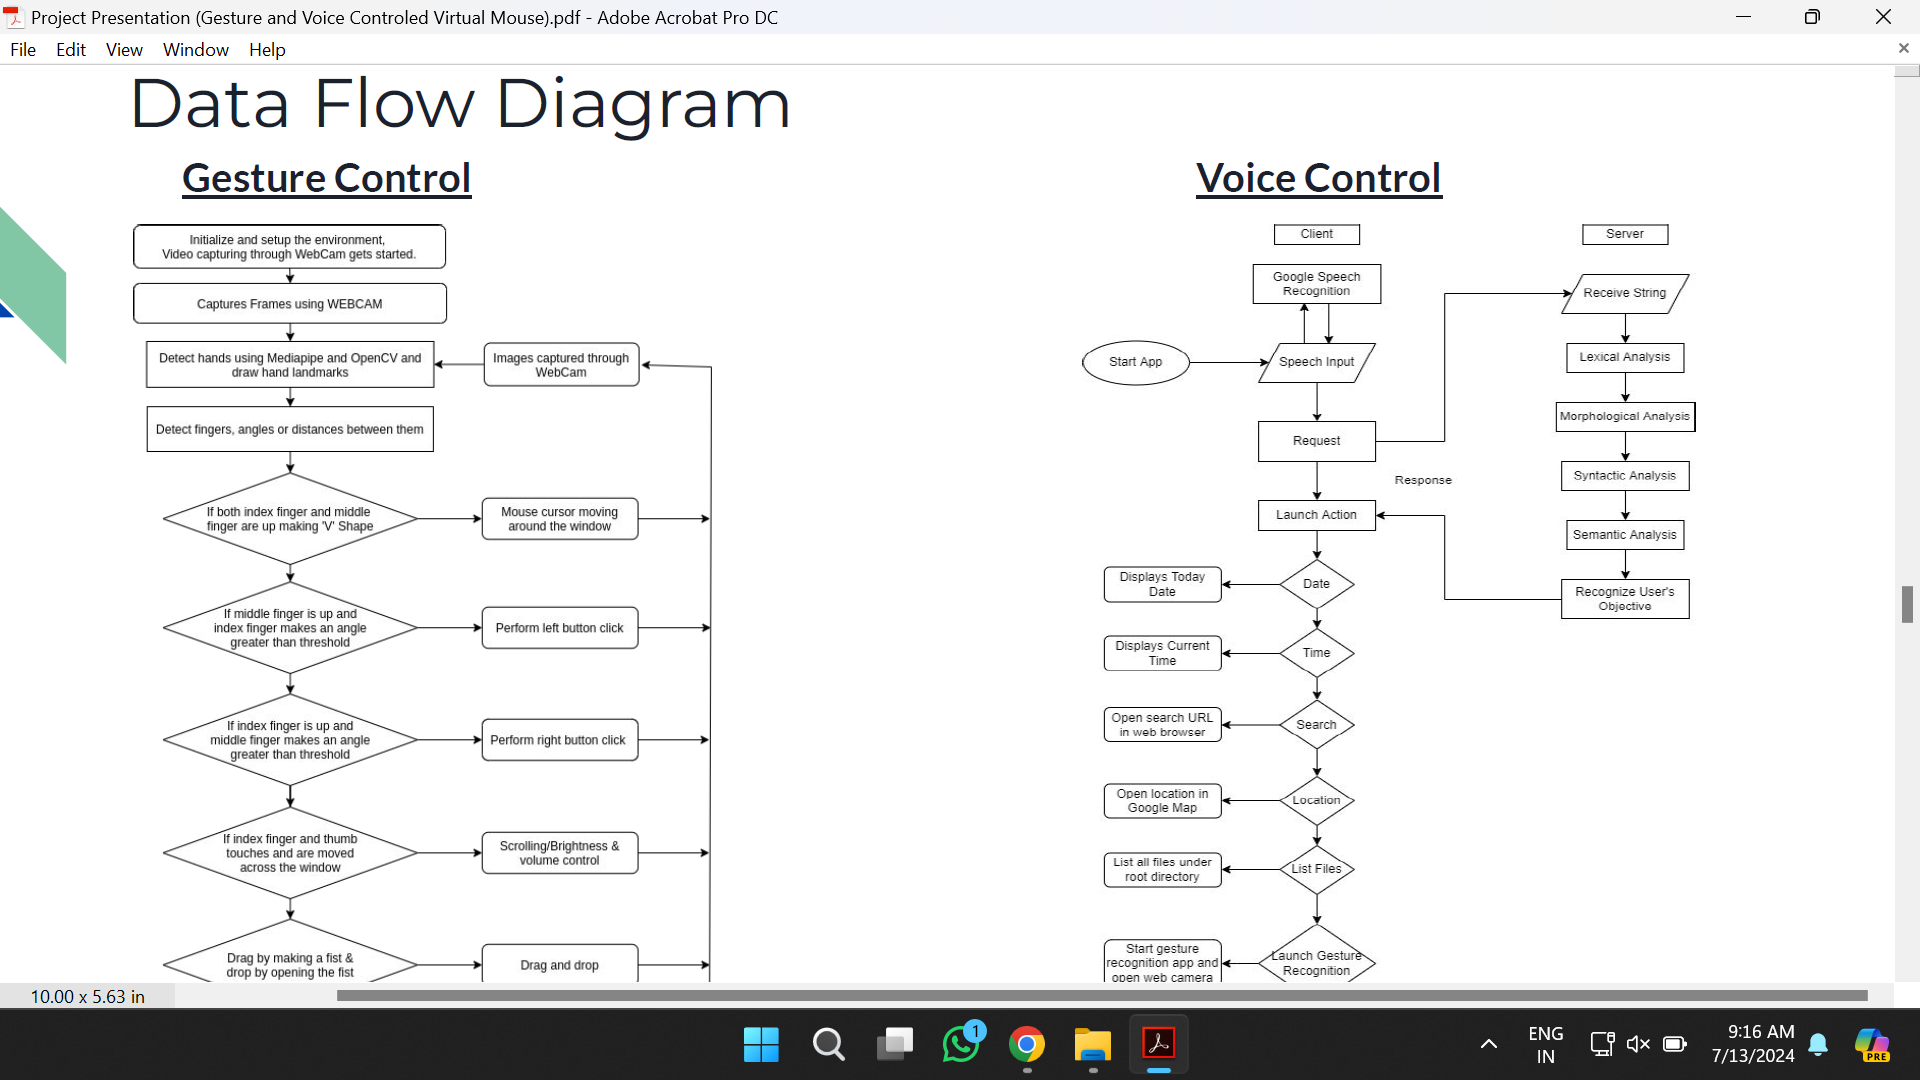 Project Presentation (Gesture and Voice Controled Virtual Mouse).pdf - Adobe Acrobat Pro DC
File Edit View Window Help
Data Flow Diagram
Gesture Control
Initialize and setup the environment,
Video capturing through WebCam gets started.
Captures Frames using WEBCAM
Detect hands using Mediapipe and OpenCV and
draw hand landmarks
Images captured through
WebCam
Detect fingers, angles or distances between them
If both index finger and middle
finger are up making 'V' Shape
Mouse cursor moving
around the window
If middle finger is up and
index finger makes an angle
greater than threshold
Perform left button click
If index finger is up and
middle finger makes an angle
greater than threshold
Perform right button click
If index finger and thumb
touches and are moved
across the window
Scrolling/Brightness &
volume control
Drag by making a fist &
drop by opening the fist
Drag and drop
Voice Control
Client
Server
Google Speech
Recognition
Receive String
Start App
Speech Input
Lexical Analysis
Morphological Analysis
Request
Syntactic Analysis
Response
Launch Action
Semantic Analysis
Recognize User's
Objective
Displays Today
Date
Date
Displays Current
Time
Time
Open search URL
in web browser
Search
Open location in
Google Map
Location
List all files under
root directory
List Files
Start gesture
recognition app and
open web camera
Launch Gesture
Recognition
10.00 x 5.63 in
1
ENG
IN
9:16 AM
7/13/2024
PRE